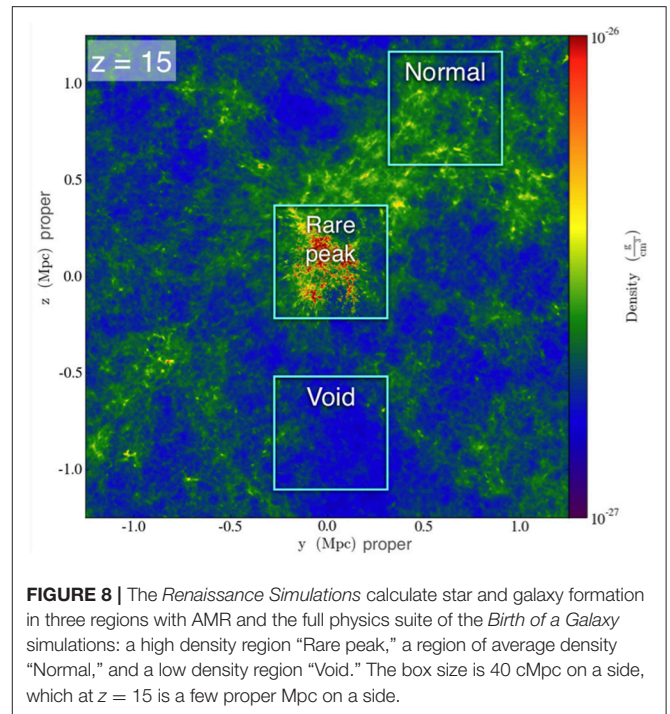 z = 15
Normal
Rare
peak
Void
1.0
0.5
0.0
-0.5
-1.0
z (Mpc) proper
-1.0 -0.5 0.0 0.5 1.0
y (Mpc) proper
10^-26
Density (g/cm^3)
10^-27
FIGURE 8 | The Renaissance Simulations calculate star and galaxy formation
in three regions with AMR and the full physics suite of the Birth of a Galaxy
simulations: a high density region “Rare peak,” a region of average density
“Normal,” and a low density region “Void.” The box size is 40 cMpc on a side,
which at z = 15 is a few proper Mpc on a side.